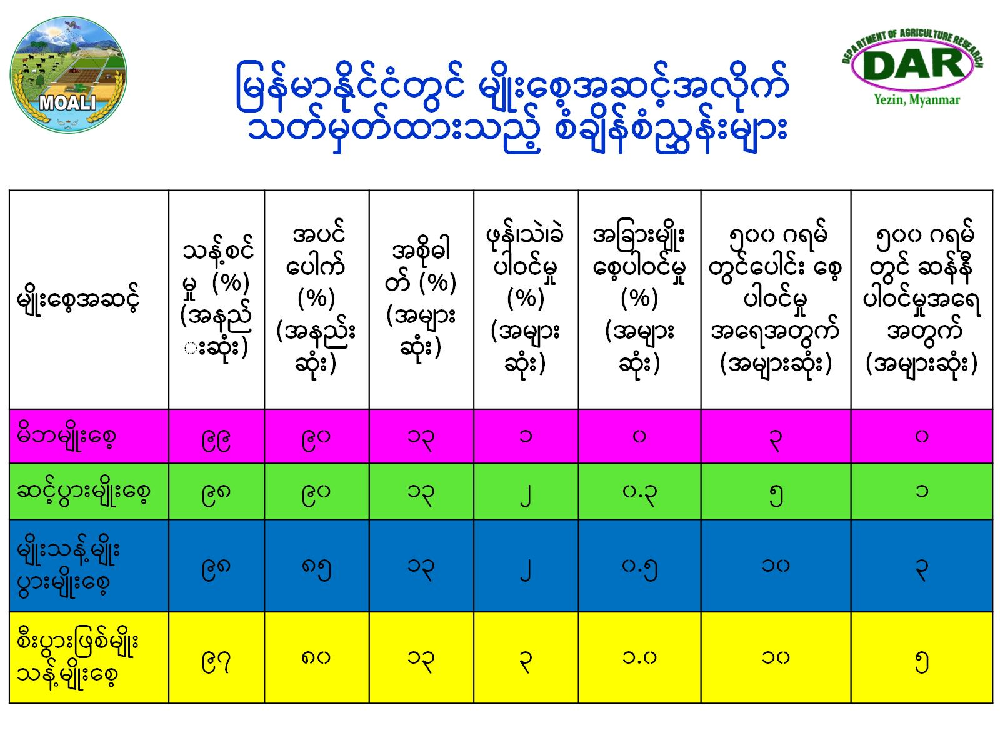 MOALI
DEPARTMENT OF AGRICULTURE RESEARCH
DAR
Yezin, Myanmar
မြန်မာနိုင်ငံတွင် မျိုးစေ့အဆင့်အလိုက်
သတ်မှတ်ထားသည့် စံချိန်စံညွှန်းများ
မျိုးစေ့အဆင့်
သန့်စင်
မှု (%)
(အနည်
းဆုံး)
အပင်
ပေါက်
(%)
(အနည်း
ဆုံး)
အစိုဓါ
တ် (%)
(အများ
ဆုံး)
ဖုန်၊သဲ၊ခဲ
ပါဝင်မှု
(%)
(အများ
ဆုံး)
အခြားမျိုး
စေ့ပါဝင်မှု
(%)
(အများ
ဆုံး)
၅၀၀ ဂရမ်
တွင်ပေါင်း စေ့
ပါဝင်မှု
အရေအတွက်
(အများဆုံး)
၅၀၀ ဂရမ်
တွင် ဆန်နီ
ပါဝင်မှုအရေ
အတွက်
(အများဆုံး)
မိဘမျိုးစေ့ ၉၉ ၉၀ ၁၃ ၁ ၀ ၃ ၀
ဆင့်ပွားမျိုးစေ့ ၉၈ ၉၀ ၁၃ ၂ ၀.၃ ၅ ၁
မျိုးသန့်မျိုး
ပွားမျိုးစေ့ ၉၈ ၈၅ ၁၃ ၂ ၀.၅ ၁၀ ၃
စီးပွားဖြစ်မျိုး
သန့်မျိုးစေ့ ၉၇ ၈၀ ၁၃ ၃ ၁.၀ ၁၀ ၅